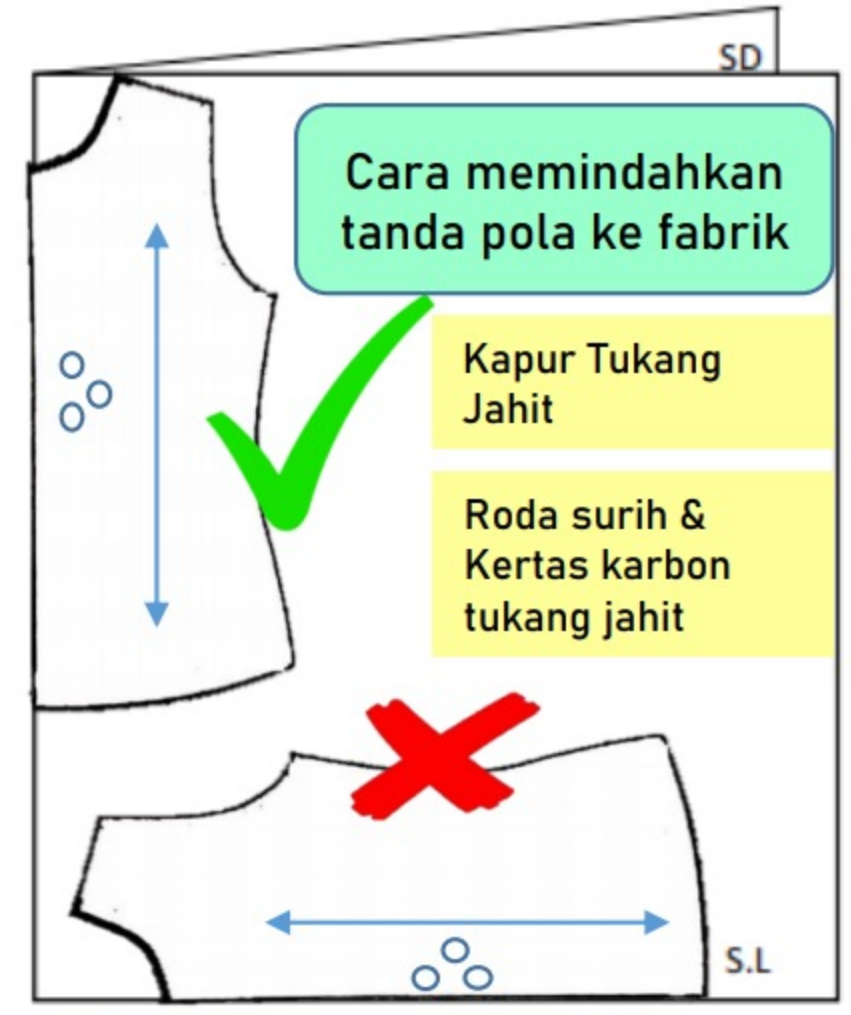 SD
Cara memindahkan
tanda pola ke fabrik
Kapur Tukang
Jahit
Roda surih &
Kertas karbon
tukang jahit
S.L